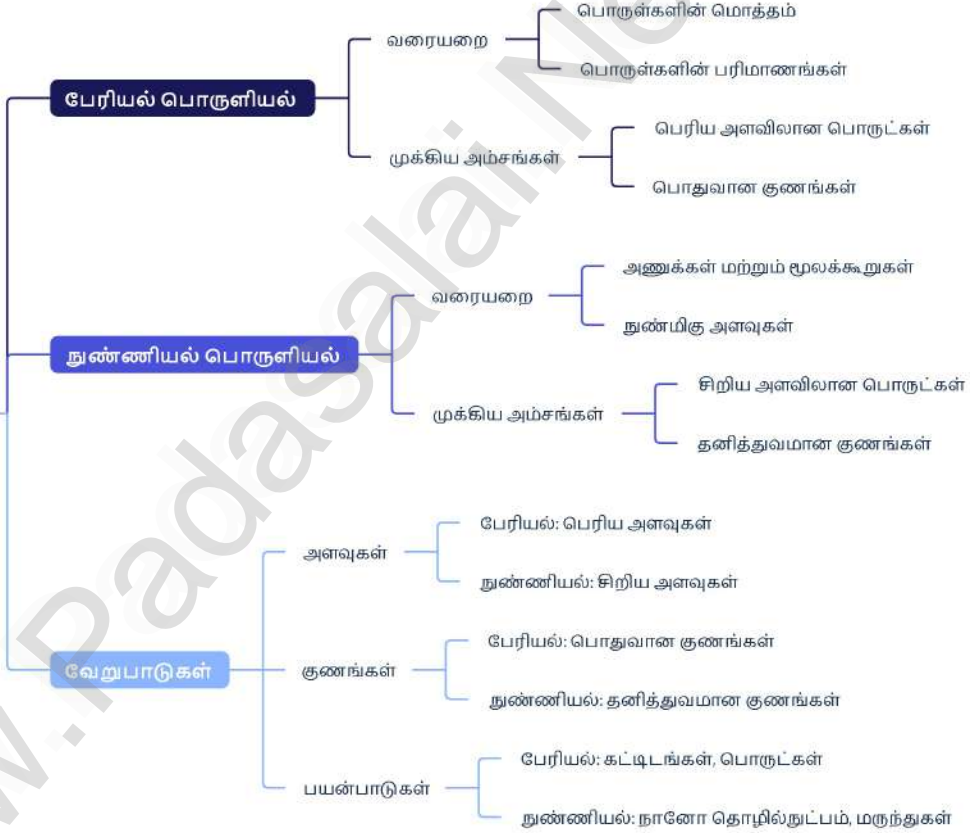 பேரியல் பொருளியல்
வரையறை
பொருள்களின் மொத்தம்
பொருள்களின் பரிமாணங்கள்
முக்கிய அம்சங்கள்
பெரிய அளவிலான பொருட்கள்
பொதுவான குணங்கள்
நுண்ணியல் பொருளியல்
வரையறை
அணுக்கள் மற்றும் மூலக்கூறுகள்
நுண்மிகு அளவுகள்
முக்கிய அம்சங்கள்
சிறிய அளவிலான பொருட்கள்
தனித்துவமான குணங்கள்
வேறுபாடுகள்
அளவுகள்
பேரியல்: பெரிய அளவுகள்
நுண்ணியல்: சிறிய அளவுகள்
குணங்கள்
பேரியல்: பொதுவான குணங்கள்
நுண்ணியல்: தனித்துவமான குணங்கள்
பயன்பாடுகள்
பேரியல்: கட்டிடங்கள், பொருட்கள்
நுண்ணியல்: நானோ தொழில்நுட்பம், மருந்துகள்
w.Padasalai.Ne